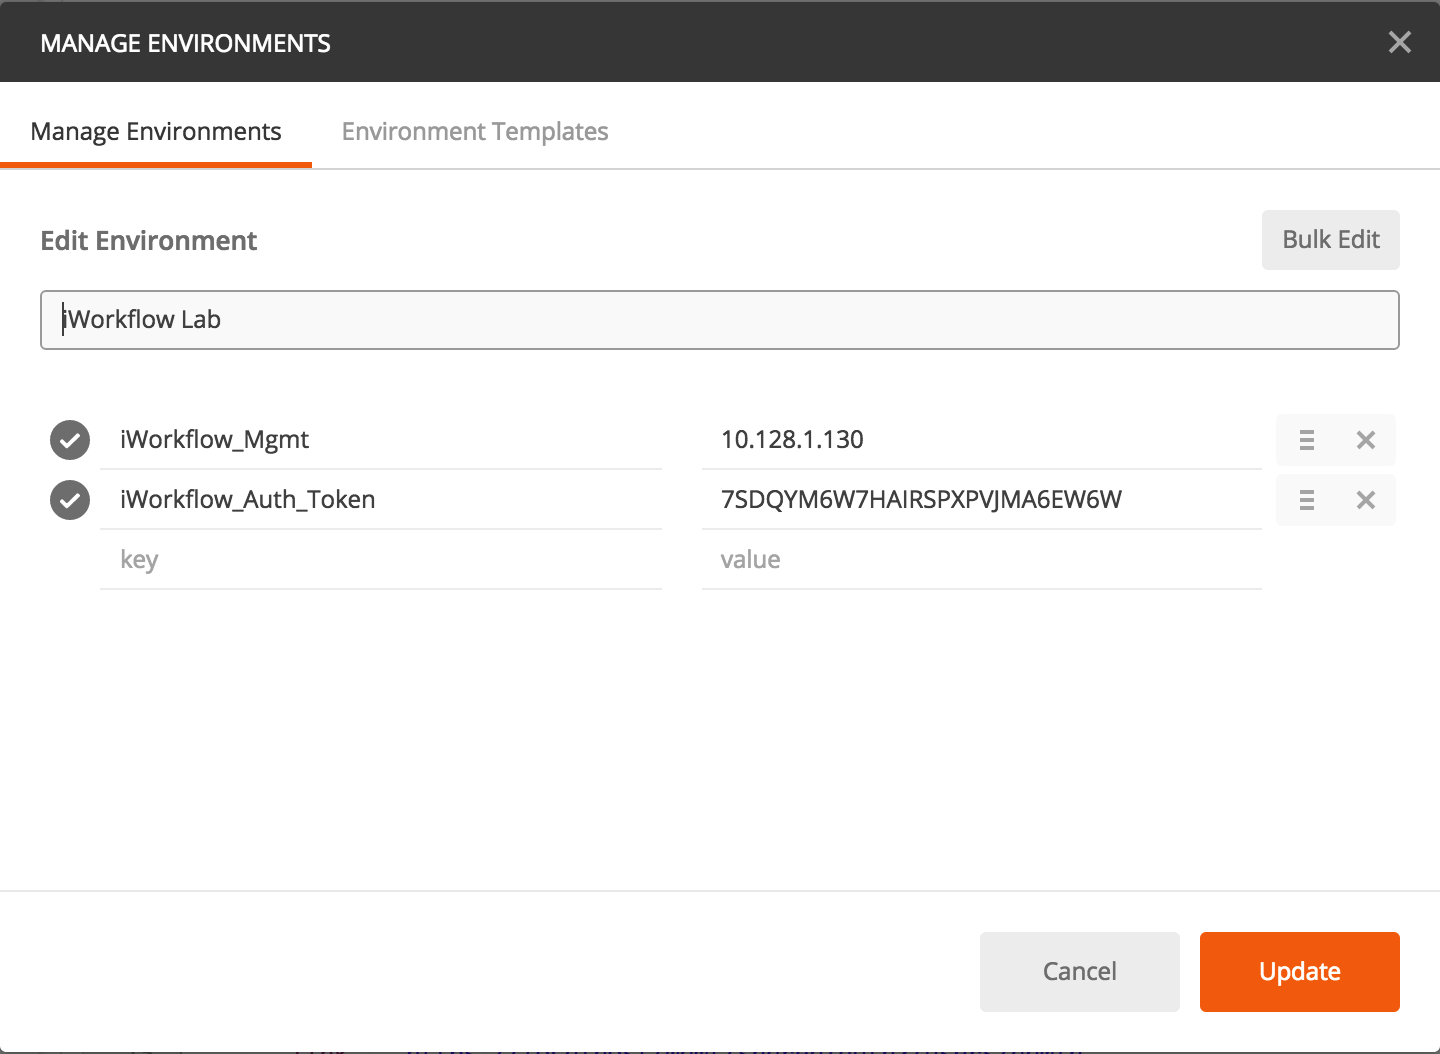 MANAGE ENVIRONMENTS
Manage Environments Environment Templates
Edit Environment Bulk Edit
iWorkflow Lab
iWorkflow_Mgmt 10.128.1.130
iWorkflow_Auth_Token 7SDQYM6W7HAIRSPXPVJMA6EW6W
key value
Cancel Update